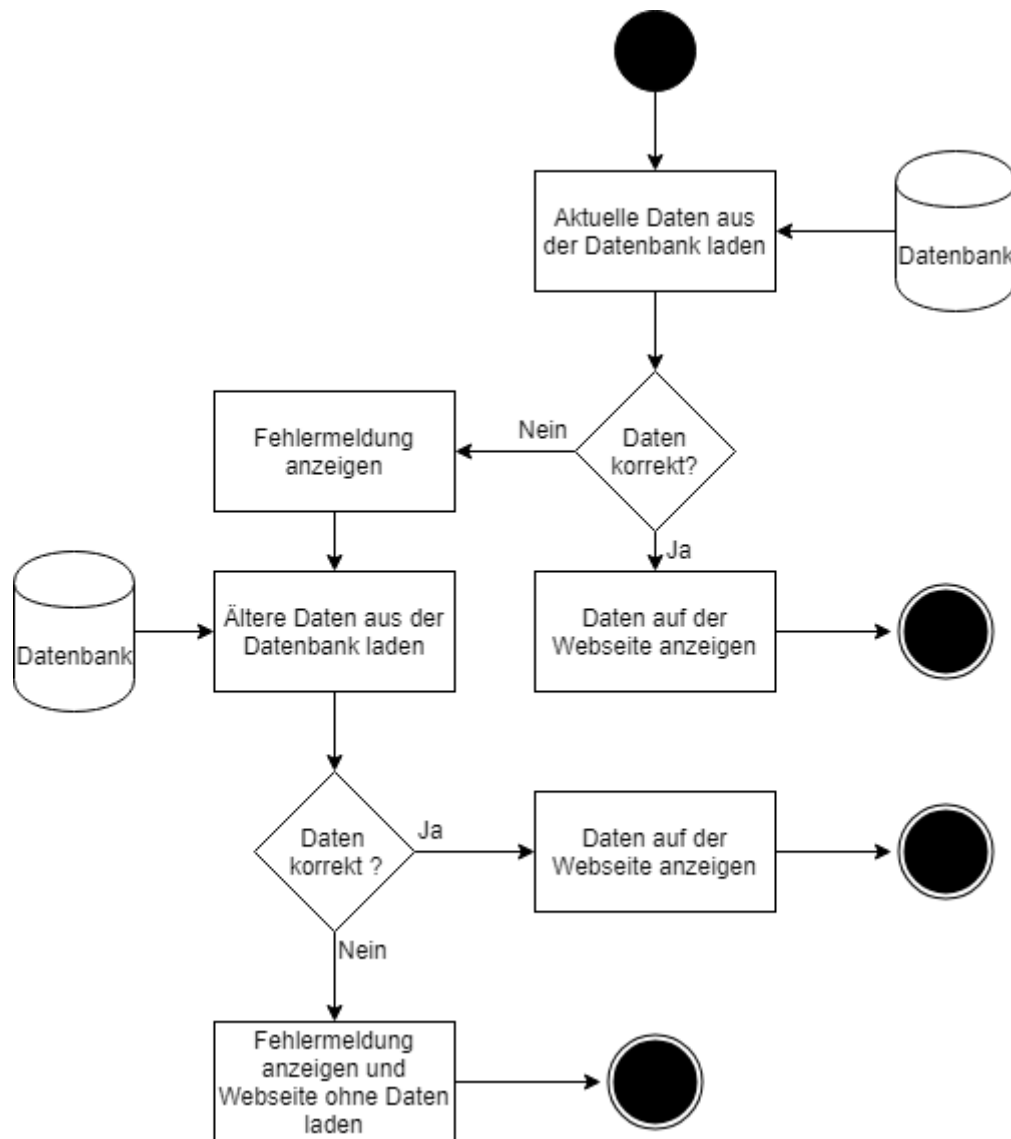 Aktuelle Daten aus
der Datenbank laden
Datenbank
Daten
korrekt?
Nein
Fehlermeldung
anzeigen
Ja
Daten auf der
Webseite anzeigen
Ältere Daten aus der
Datenbank laden
Datenbank
Daten
korrekt ?
Ja
Daten auf der
Webseite anzeigen
Nein
Fehlermeldung
anzeigen und
Webseite ohne Daten
laden